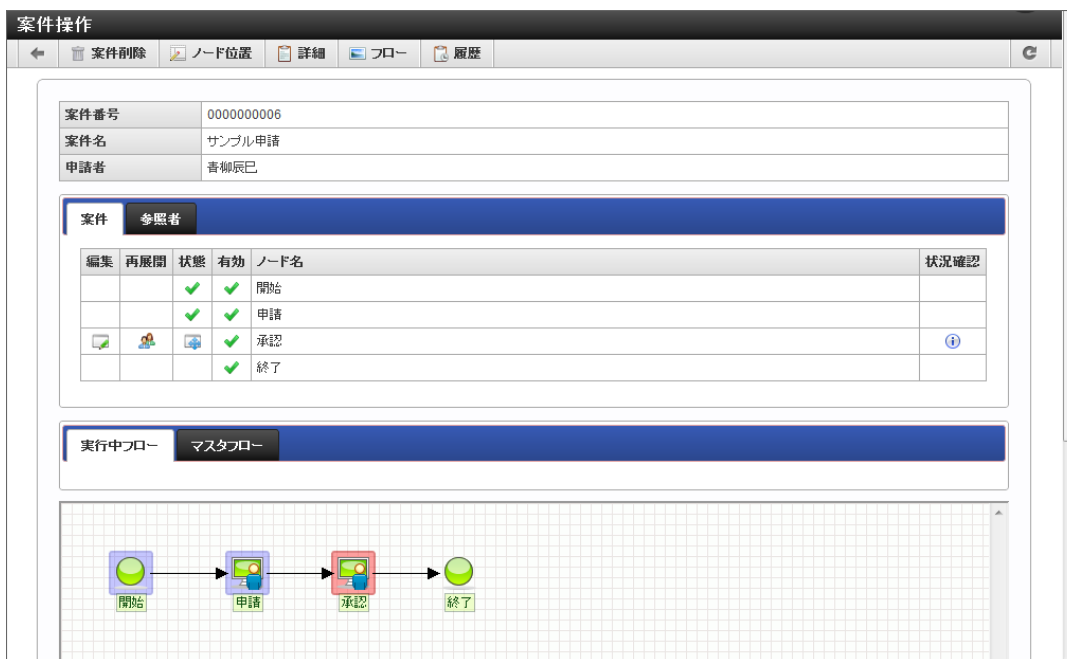 案件操作
案件削除 ノード位置 詳細 フロー 履歴
案件番号 0000000006
案件名 サンプル申請
申請者 青柳辰巳
案件 参照者
編集 再展開 状態 有効 ノード名 状況確認
開始
申請
承認
終了
実行中フロー マスタフロー
開始 申請 承認 終了